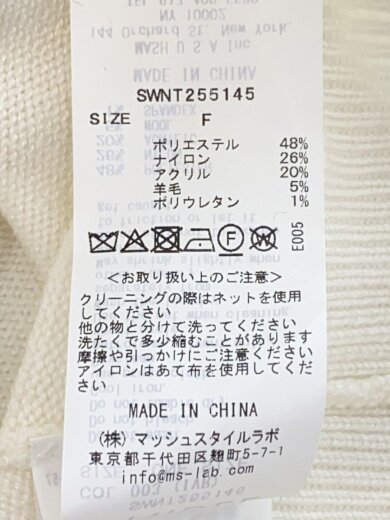 SWNT255145
SIZE F
ポリエステル 48%
ナイロン 26%
アクリル 20%
羊毛 5%
ポリウレタン 1%
F W
E005
<お取り扱い上のご注意>
クリーニングの際はネットを使用
してください
他の物と分けて洗ってください
洗たくで多少縮むことがあります
摩擦や引っかけにご注意ください
アイロンはあて布を使用してくだ
さい
MADE IN CHINA
(株)マッシュスタイルラボ
東京都千代田区麹町5-7-1
info@ms-lab.com